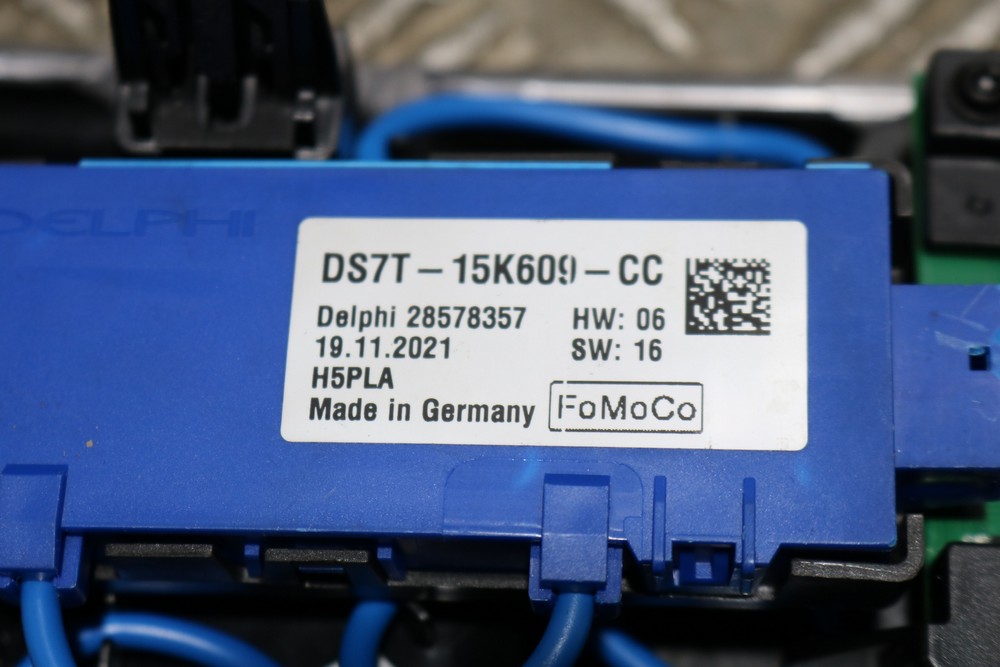 DELPHI
DS7T-15K609-CC
Delphi 28578357 HW: 06
19.11.2021 SW: 16
H5PLA
Made in Germany FoMoCo